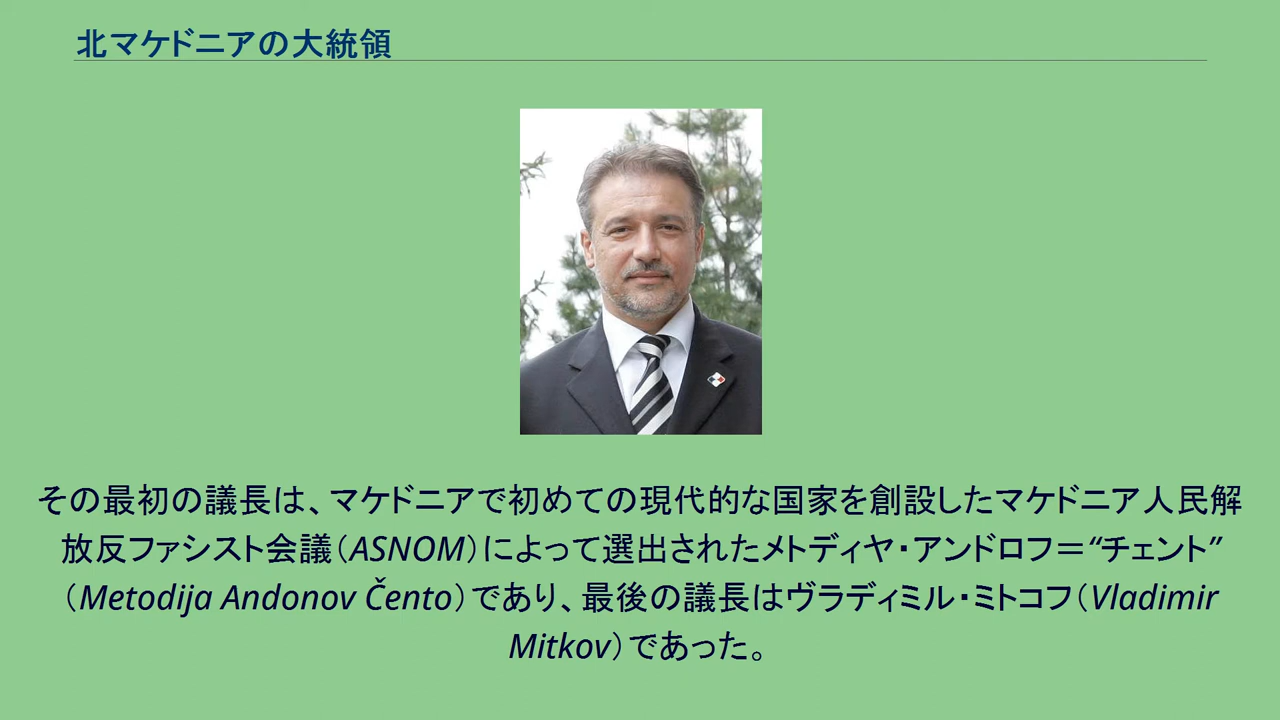 北マケドニアの大統領
その最初の議長は、マケドニアで初めての現代的な国家を創設したマケドニア人民解
放反ファシスト会議（ASNOM）によって選出されたメトディヤ・アンドロフ＝“チェント”
（Metodija Andonov Čento）であり、最後の議長はヴラディミル・ミトコフ（Vladimir
Mitkov）であった。